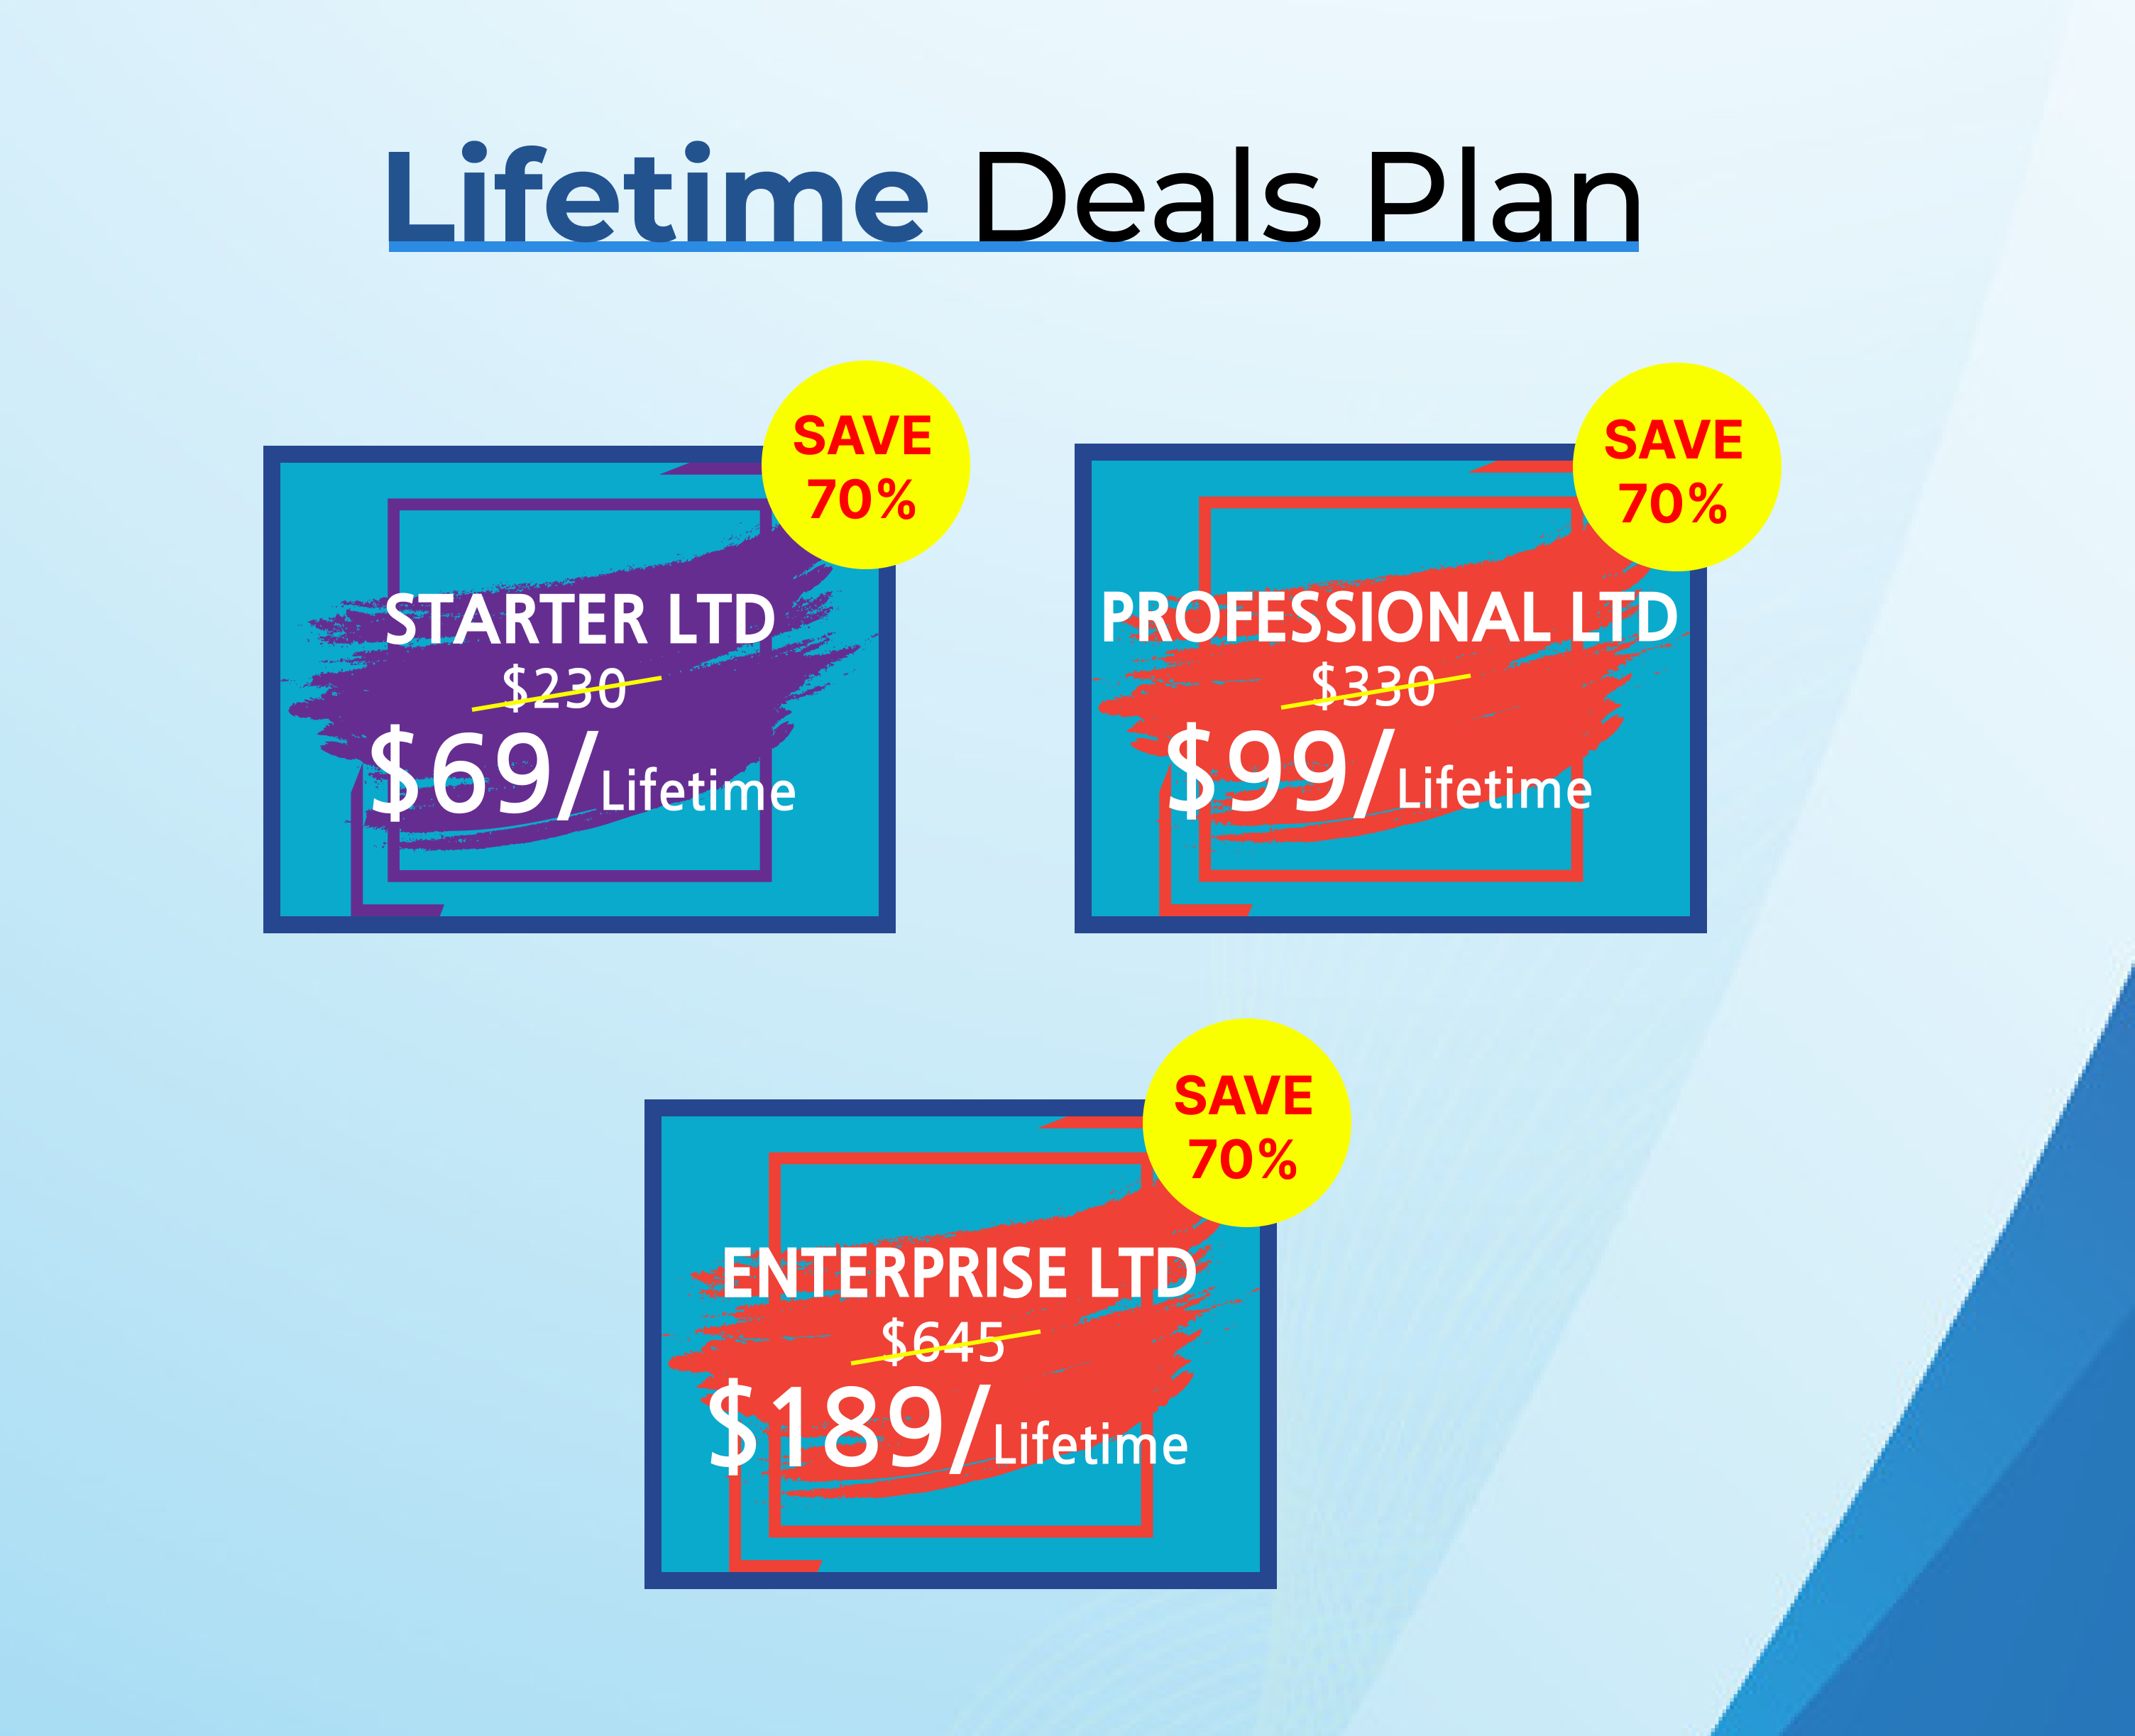 Lifetime Deals Plan
SAVE
70%
STARTER LTD
$230
$69/Lifetime
SAVE
70%
PROFESSIONAL LTD
$330
$99/Lifetime
SAVE
70%
ENTERPRISE LTD
$645
$189/Lifetime